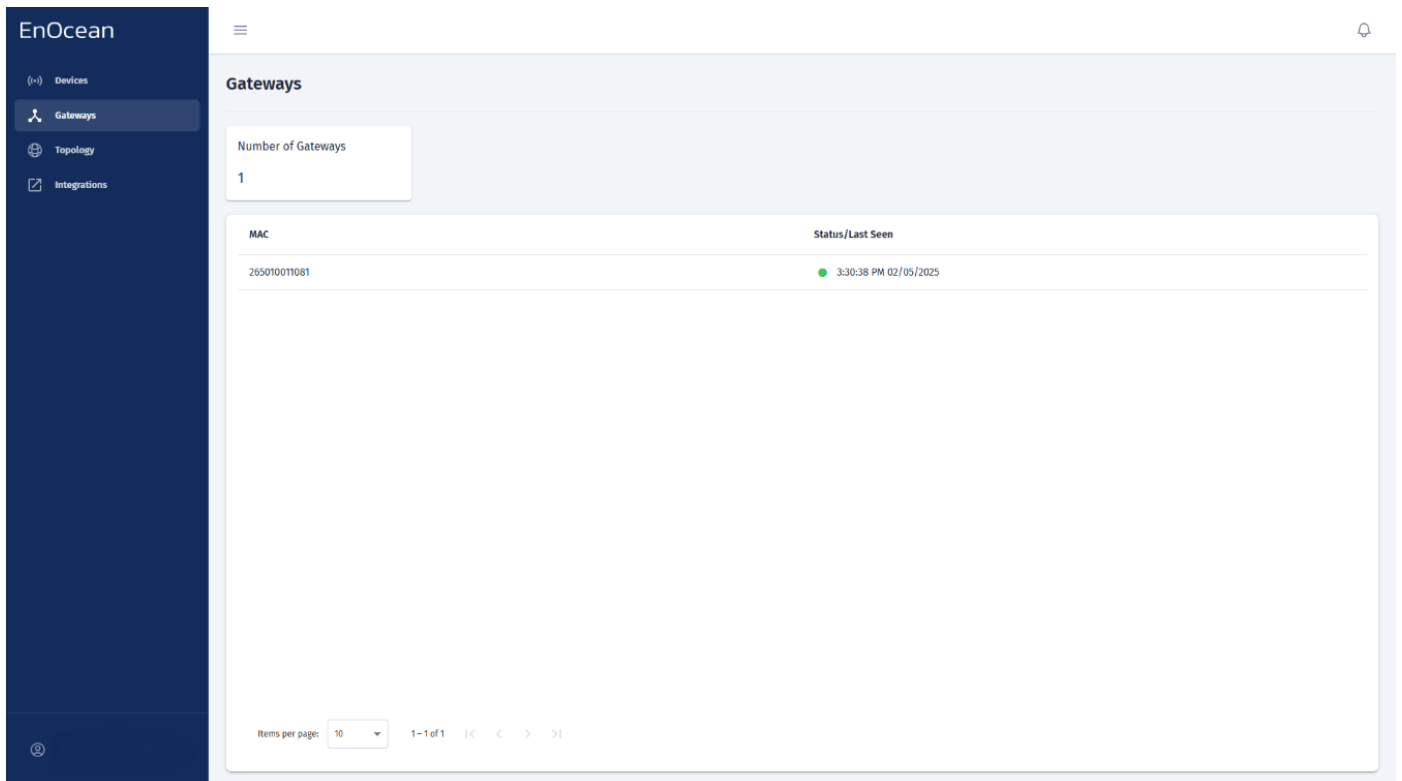 EnOcean
Devices
Gateways
Topology
Integrations
Gateways
Number of Gateways
1
MAC Status/Last Seen
265010011081 3:30:38 PM 02/05/2025
Items per page: 10 1 – 1 of 1